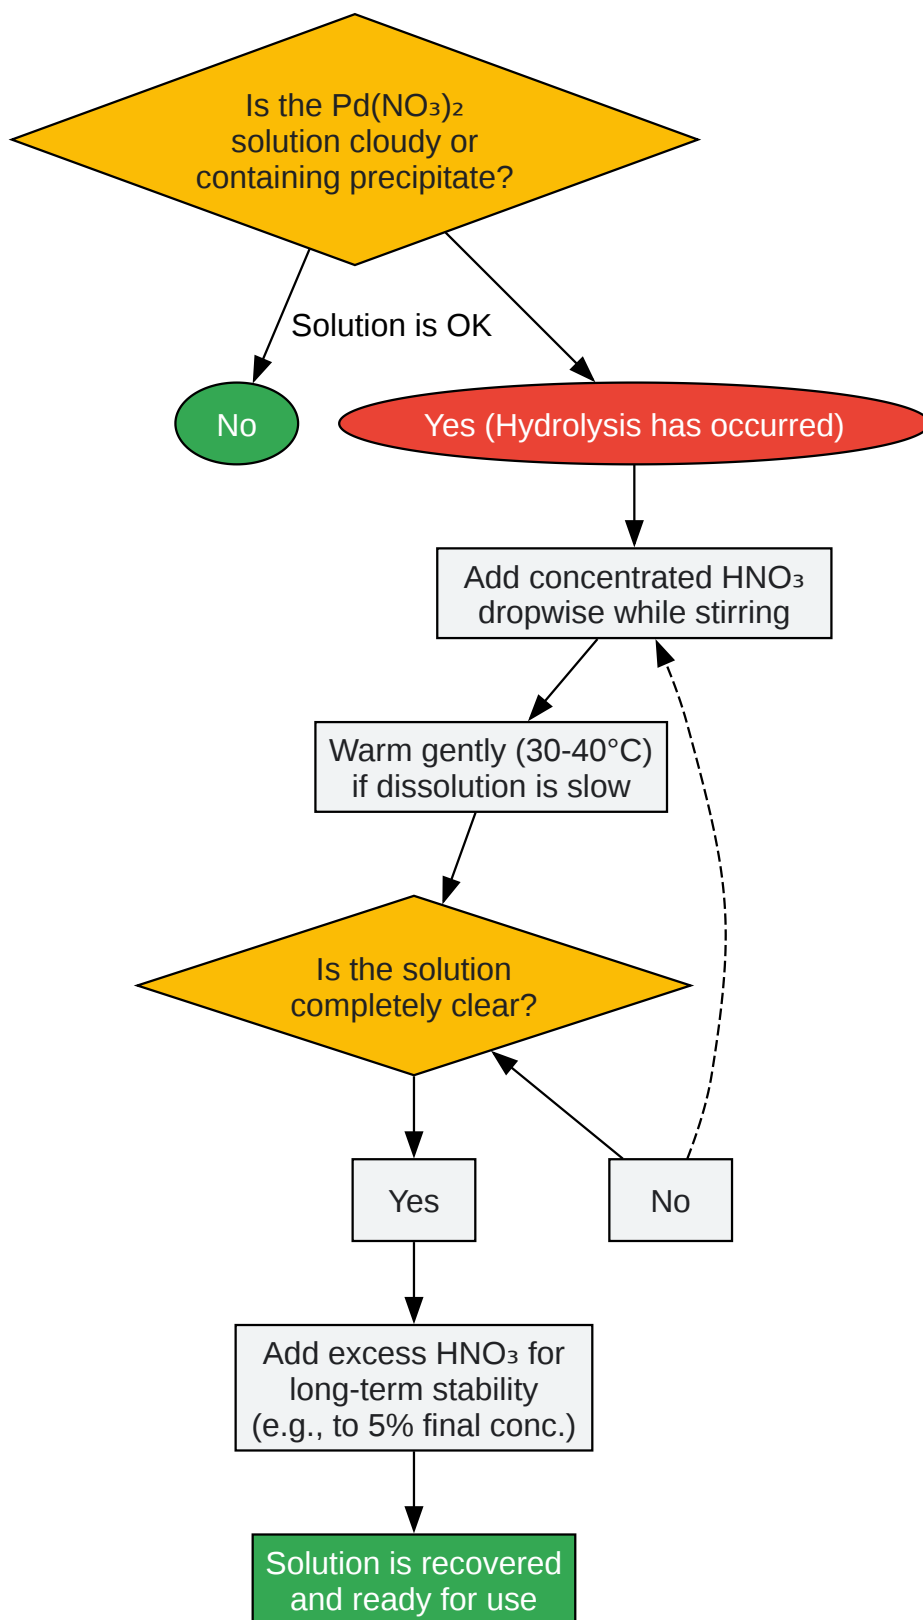 Is the Pd(NO₃)₂
solution cloudy or
containing precipitate?
Solution is OK
No
Yes (Hydrolysis has occurred)
Add concentrated HNO₃
dropwise while stirring
Warm gently (30-40°C)
if dissolution is slow
Is the solution
completely clear?
Yes
No
Add excess HNO₃ for
long-term stability
(e.g., to 5% final conc.)
Solution is recovered
and ready for use